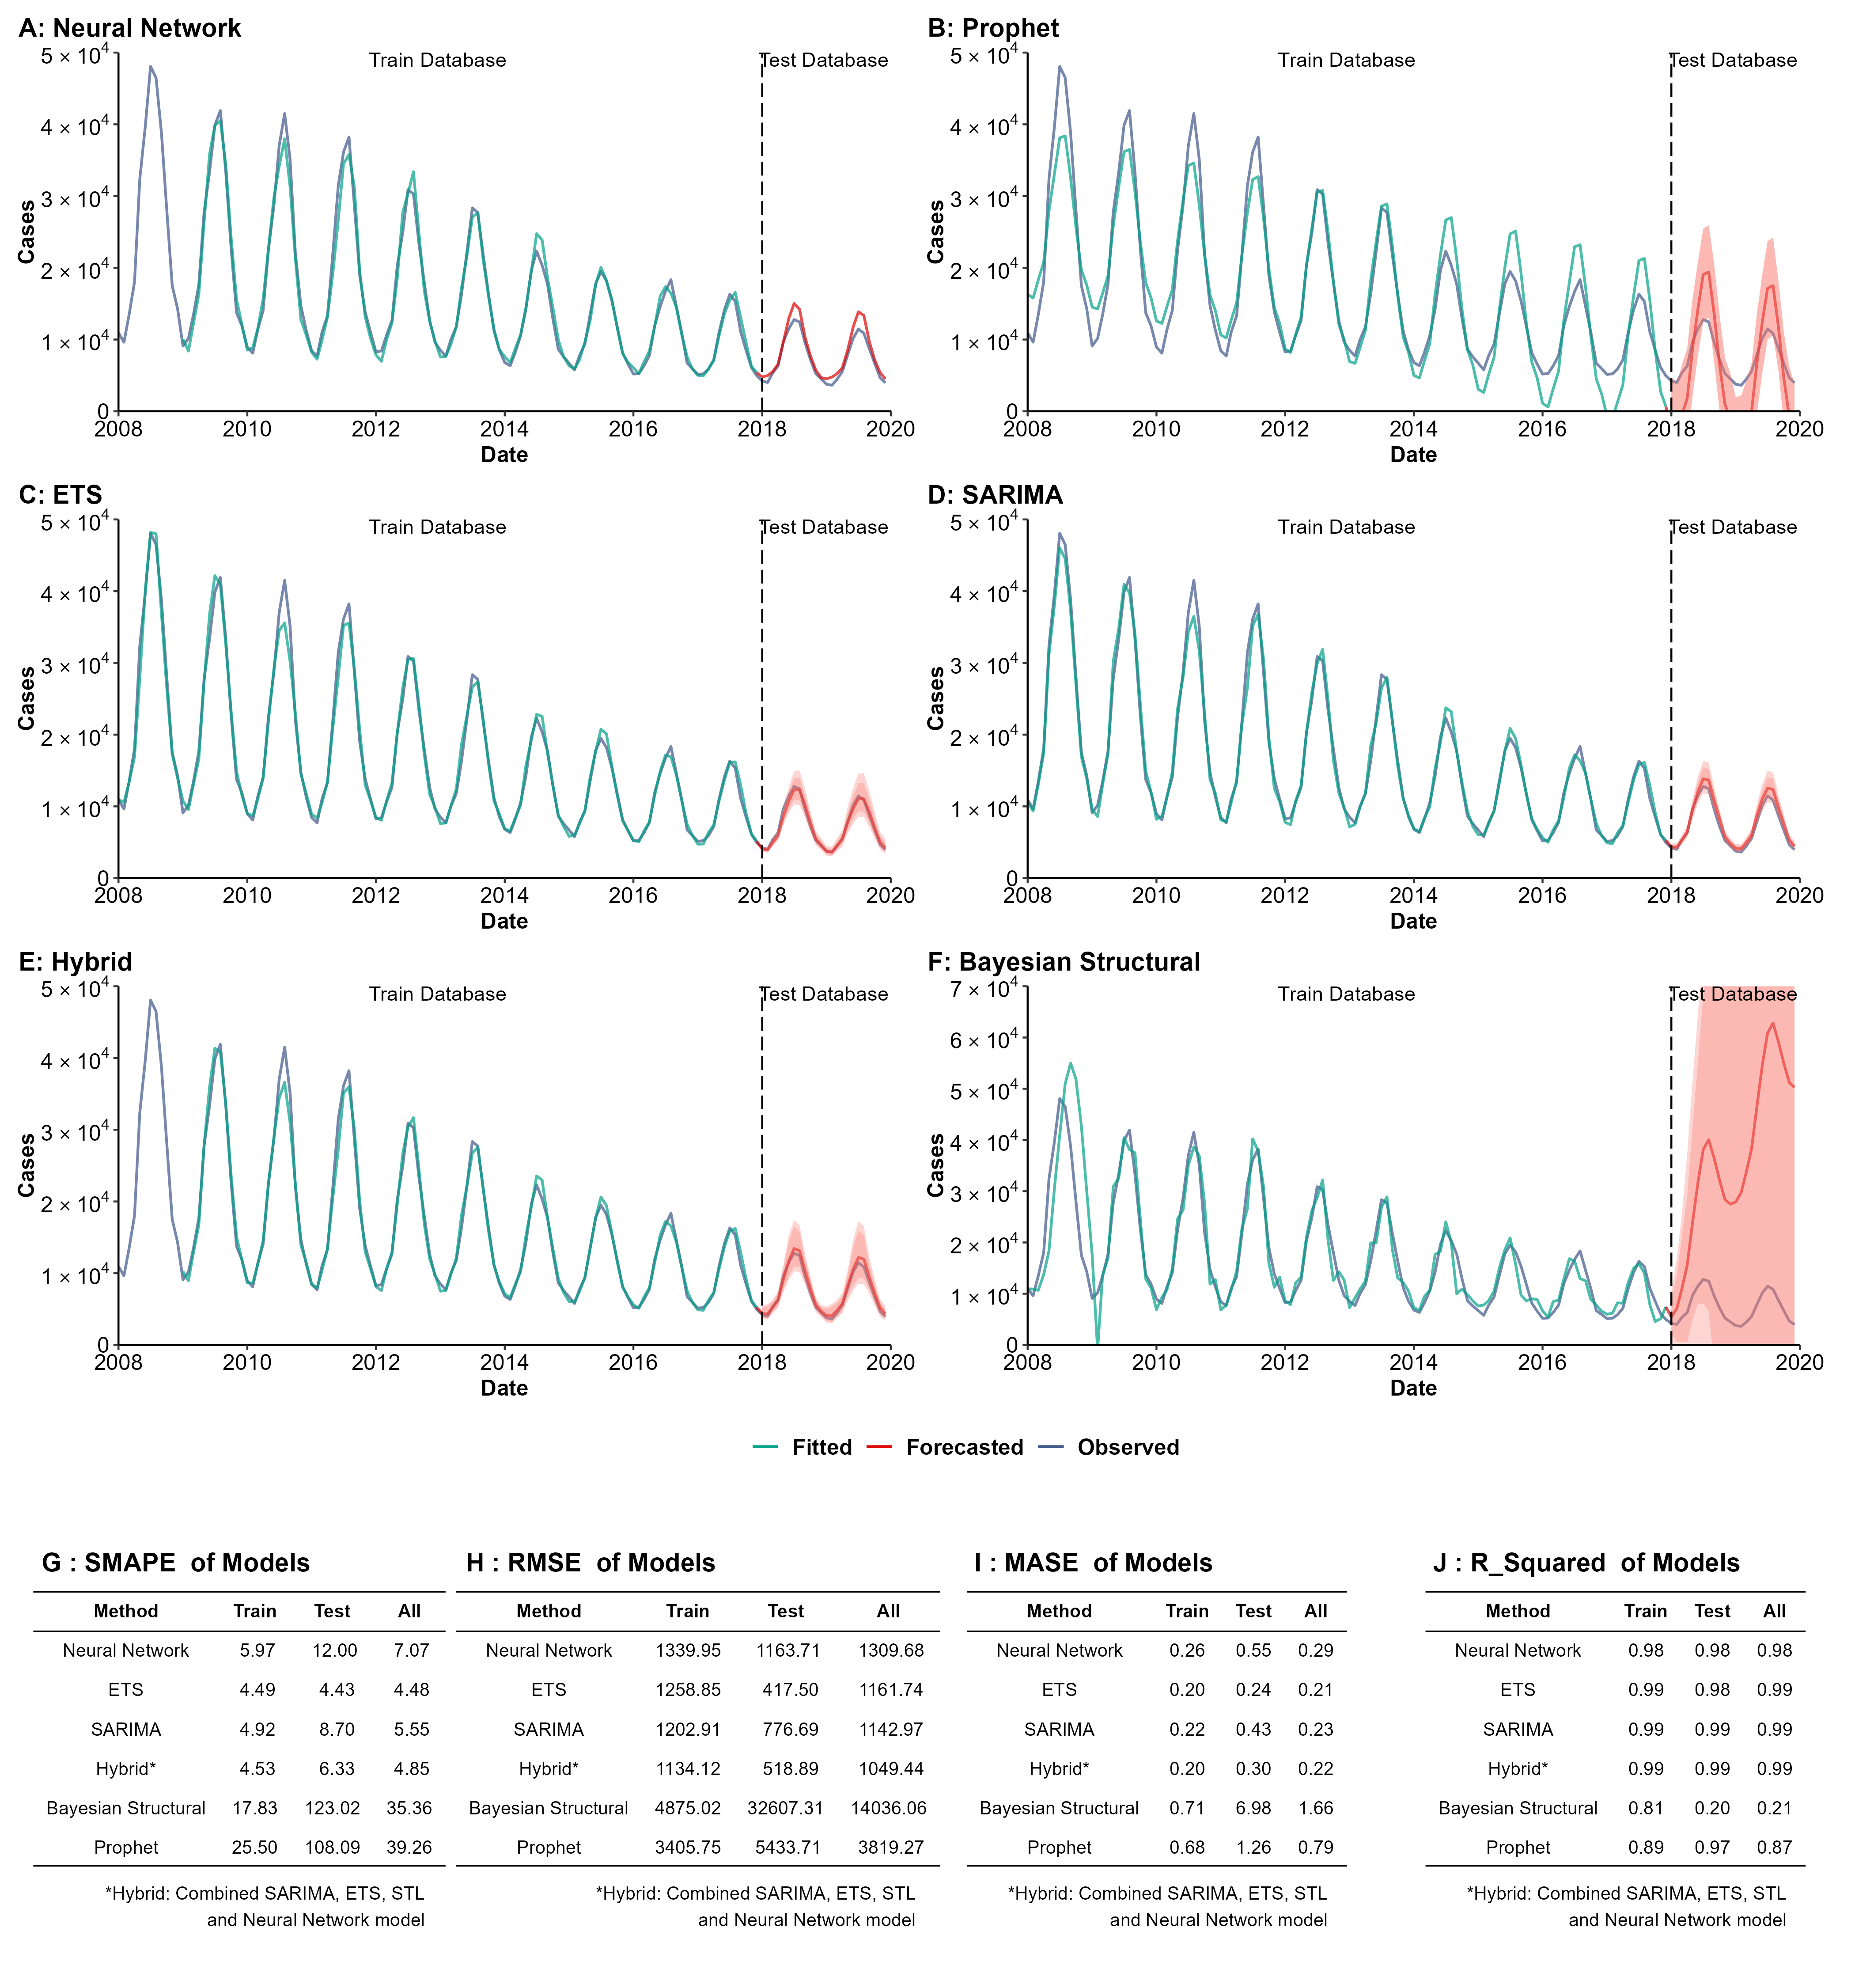 A: Neural Network
5 × 10^4
4 × 10^4
3 × 10^4
2 × 10^4
1 × 10^4
0
Cases
Train Database
Test Database
2008 2010 2012 2014 2016 2018 2020
Date
B: Prophet
5 × 10^4
4 × 10^4
3 × 10^4
2 × 10^4
1 × 10^4
0
Cases
Train Database
Test Database
2008 2010 2012 2014 2016 2018 2020
Date
C: ETS
5 × 10^4
4 × 10^4
3 × 10^4
2 × 10^4
1 × 10^4
0
Cases
Train Database
Test Database
2008 2010 2012 2014 2016 2018 2020
Date
D: SARIMA
5 × 10^4
4 × 10^4
3 × 10^4
2 × 10^4
1 × 10^4
0
Cases
Train Database
Test Database
2008 2010 2012 2014 2016 2018 2020
Date
E: Hybrid
5 × 10^4
4 × 10^4
3 × 10^4
2 × 10^4
1 × 10^4
0
Cases
Train Database
Test Database
2008 2010 2012 2014 2016 2018 2020
Date
F: Bayesian Structural
7 × 10^4
6 × 10^4
5 × 10^4
4 × 10^4
3 × 10^4
2 × 10^4
1 × 10^4
0
Cases
Train Database
Test Database
2008 2010 2012 2014 2016 2018 2020
Date
Fitted Forecasted Observed
G : SMAPE of Models
Method Train Test All
Neural Network 5.97 12.00 7.07
ETS 4.49 4.43 4.48
SARIMA 4.92 8.70 5.55
Hybrid* 4.53 6.33 4.85
Bayesian Structural 17.83 123.02 35.36
Prophet 25.50 108.09 39.26
*Hybrid: Combined SARIMA, ETS, STL
and Neural Network model
H : RMSE of Models
Method Train Test All
Neural Network 1339.95 1163.71 1309.68
ETS 1258.85 417.50 1161.74
SARIMA 1202.91 776.69 1142.97
Hybrid* 1134.12 518.89 1049.44
Bayesian Structural 4875.02 32607.31 14036.06
Prophet 3405.75 5433.71 3819.27
*Hybrid: Combined SARIMA, ETS, STL
and Neural Network model
I : MASE of Models
Method Train Test All
Neural Network 0.26 0.55 0.29
ETS 0.20 0.24 0.21
SARIMA 0.22 0.43 0.23
Hybrid* 0.20 0.30 0.22
Bayesian Structural 0.71 6.98 1.66
Prophet 0.68 1.26 0.79
*Hybrid: Combined SARIMA, ETS, STL
and Neural Network model
J : R_Squared of Models
Method Train Test All
Neural Network 0.98 0.98 0.98
ETS 0.99 0.98 0.99
SARIMA 0.99 0.99 0.99
Hybrid* 0.99 0.99 0.99
Bayesian Structural 0.81 0.20 0.21
Prophet 0.89 0.97 0.87
*Hybrid: Combined SARIMA, ETS, STL
and Neural Network model